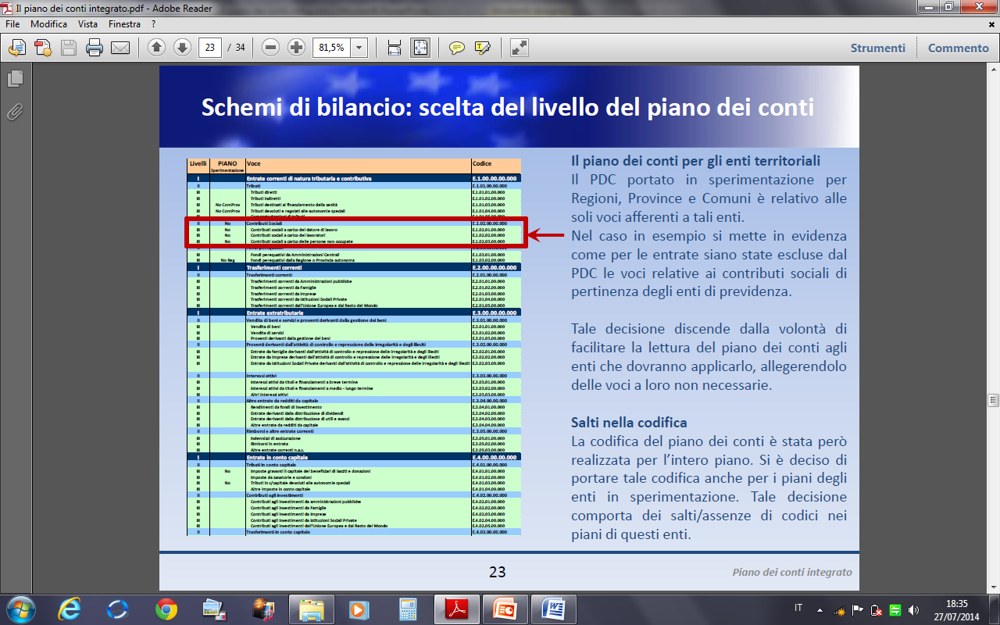 Il piano dei conti integrato.pdf - Adobe Reader
File Modifica Vista Finestra ?
23 / 34 81,5% Strumenti Commento
Schemi di bilancio: scelta del livello del piano dei conti
Livelli PIANO Voce Codice
Sperimentazione
I Entrate correnti di natura tributaria e contributiva E.1.00.00.00.000
II Tributi E.1.01.00.00.000
III Tributi diretti E.1.01.01.00.000
III Tributi indiretti E.1.01.02.00.000
III No ComProv Tributi destinati al finanziamento della sanità E.1.01.03.00.000
III No ComProv Tributi devoluti e regolati alle autonomie speciali E.1.01.04.00.000
II No Contributi Sociali E.1.02.00.00.000
III No Contributi sociali a carico del datore di lavoro E.1.02.01.00.000
III No Contributi sociali a carico dei lavoratori E.1.02.02.00.000
III No Contributi sociali a carico delle persone non occupate E.1.02.03.00.000
III Fondi perequativi da Amministrazioni Centrali E.1.03.01.00.000
III No Reg Fondi perequativi dalla Regione o Provincia autonoma E.1.03.02.00.000
I Trasferimenti correnti E.2.00.00.00.000
II Trasferimenti correnti E.2.01.00.00.000
III Trasferimenti correnti da Amministrazioni pubbliche E.2.01.01.00.000
III Trasferimenti correnti da Famiglie E.2.01.02.00.000
III Trasferimenti correnti da Imprese E.2.01.03.00.000
III Trasferimenti correnti da Istituzioni Sociali Private E.2.01.04.00.000
III Trasferimenti correnti dall'Unione Europea e dal Resto del Mondo E.2.01.05.00.000
I Entrate extratributarie E.3.00.00.00.000
II Vendita di beni e servizi e proventi derivanti dalla gestione dei beni E.3.01.00.00.000
III Vendita di beni E.3.01.01.00.000
III Vendita di servizi E.3.01.02.00.000
III Proventi derivanti dalla gestione dei beni E.3.01.03.00.000
II Proventi derivanti dall'attività di controllo e repressione delle irregolarità e degli illeciti E.3.02.00.00.000
III Entrate da famiglie derivanti dall'attività di controllo e repressione delle irregolarità e degli illeciti E.3.02.01.00.000
III Entrate da Imprese derivanti dall'attività di controllo e repressione delle irregolarità e degli illeciti E.3.02.02.00.000
III Entrate da Istituzioni Sociali Private derivanti dall'attività di controllo e repressione delle irregolarità e degli illeciti E.3.02.03.00.000
II Interessi attivi E.3.03.00.00.000
III Interessi attivi da titoli e finanziamenti a breve termine E.3.03.01.00.000
III Interessi attivi da titoli e finanziamenti a medio - lungo termine E.3.03.02.00.000
III Altri interessi attivi E.3.03.03.00.000
II Altre entrate da redditi da capitale E.3.04.00.00.000
III Rendimenti da fondi di investimento E.3.04.01.00.000
III Entrate derivanti dalla distribuzione di dividendi E.3.04.02.00.000
III Entrate derivanti dalla distribuzione di utili e avanzi E.3.04.03.00.000
III Altre entrate da redditi da capitale E.3.04.04.00.000
II Rimborsi e altre entrate correnti E.3.05.00.00.000
III Indennizzi di assicurazione E.3.05.01.00.000
III Rimborsi in entrata E.3.05.02.00.000
III Altre entrate correnti n.a.c. E.3.05.03.00.000
I Entrate in conto capitale E.4.00.00.00.000
II Tributi in conto capitale E.4.01.00.00.000
III No Imposte gravanti il capitale dei beneficiari di lasciti e donazioni E.4.01.01.00.000
III Imposte da sanatorie e condoni E.4.01.02.00.000
III No Tributi in c/capitale devoluti alle autonomie speciali E.4.01.03.00.000
III Altre imposte in conto capitale E.4.01.04.00.000
II Contributi agli investimenti E.4.02.00.00.000
III Contributi agli investimenti da amministrazioni pubbliche E.4.02.01.00.000
III Contributi agli investimenti da Famiglie E.4.02.02.00.000
III Contributi agli investimenti da Imprese E.4.02.03.00.000
III Contributi agli investimenti da Istituzioni Sociali Private E.4.02.04.00.000
III Contributi agli investimenti dall'Unione Europea e dal Resto del Mondo E.4.02.05.00.000
II Trasferimenti in conto capitale E.4.03.00.00.000
Il piano dei conti per gli enti territoriali
Il PDC portato in sperimentazione per
Regioni, Province e Comuni è relativo alle
soli voci afferenti a tali enti.
Nel caso in esempio si mette in evidenza
come per le entrate siano state escluse dal
PDC le voci relative ai contributi sociali di
pertinenza degli enti di previdenza.
Tale decisione discende dalla volontà di
facilitare la lettura del piano dei conti agli
enti che dovranno applicarlo, allegerendolo
delle voci a loro non necessarie.
Salti nella codifica
La codifica del piano dei conti è stata però
realizzata per l'intero piano. Si è deciso di
portare tale codifica anche per i piani degli
enti in sperimentazione. Tale decisione
comporta dei salti/assenze di codici nei
piani di questi enti.
23
Piano dei conti integrato
IT
18:35
27/07/2014